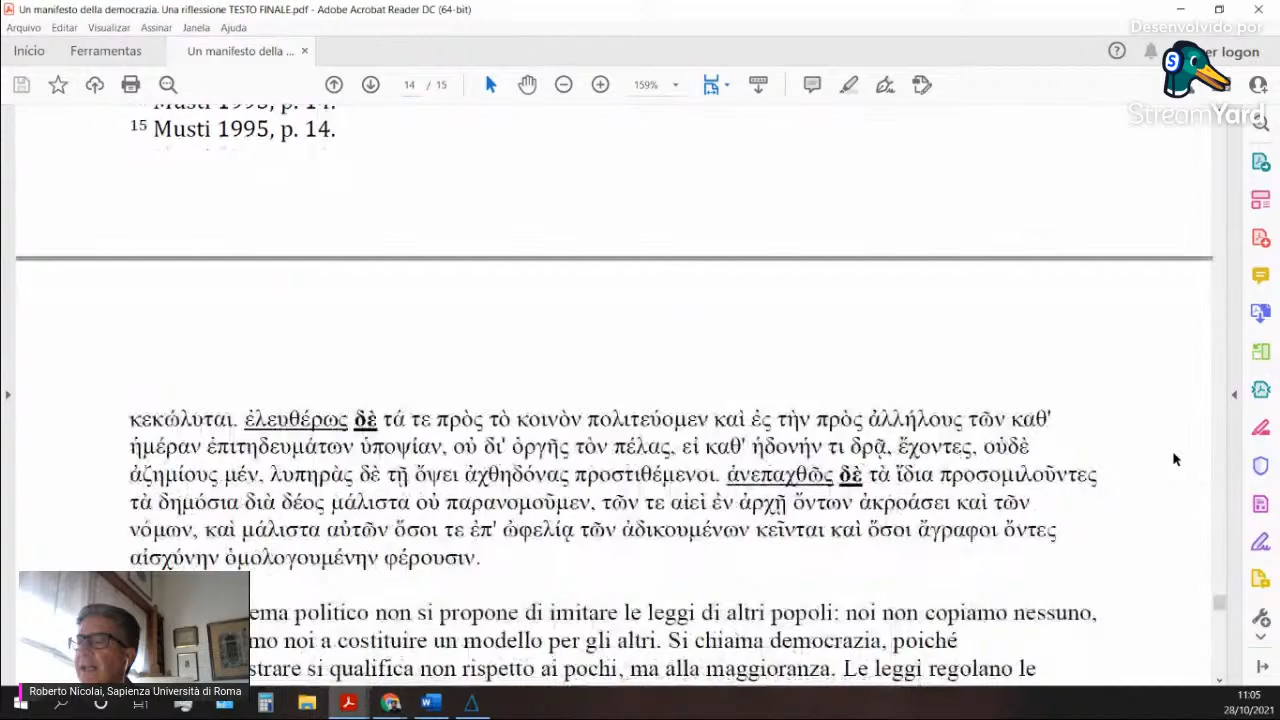 Un manifesto della democrazia. Una riflessione TESTO FINALE.pdf - Adobe Acrobat Reader DC (64-bit)
Arquivo Editar Visualizar Assinar Janela Ajuda
Desenvolvido por
Início Ferramentas Un manifesto della ... × logon
14 / 15 159%
StreamYard
15 Musti 1995, p. 14.
κεκώλυται. ἐλευθέρως δὲ τά τε πρὸς τὸ κοινὸν πολιτεύομεν καὶ ἐς τὴν πρὸς ἀλλήλους τῶν καθ'
ἡμέραν ἐπιτηδευμάτων ὑποψίαν, οὐ δι' ὀργῆς τὸν πέλας, εἰ καθ' ἡδονήν τι δρᾷ, ἔχοντες, οὐδὲ
ἀζημίους μέν, λυπηρὰς δὲ τῇ ὄψει ἀχθηδόνας προστιθέμενοι. ἀνεπαχθῶς δὲ τὰ ἴδια προσομιλοῦντες
τὰ δημόσια διὰ δέος μάλιστα οὐ παρανομοῦμεν, τῶν τε αἰεὶ ἐν ἀρχῇ ὄντων ἀκροάσει καὶ τῶν
νόμων, καὶ μάλιστα αὐτῶν ὅσοι τε ἐπ' ὠφελίᾳ τῶν ἀδικουμένων κεῖνται καὶ ὅσοι ἄγραφοι ὄντες
αἰσχύνην ὁμολογουμένην φέρουσιν.
ema politico non si propone di imitare le leggi di altri popoli: noi non copiamo nessuno,
mo noi a costituire un modello per gli altri. Si chiama democrazia, poiché
strare si qualifica non rispetto ai pochi, ma alla maggioranza. Le leggi regolano le
Roberto Nicolai, Sapienza Università di Roma
11:05
28/10/2021